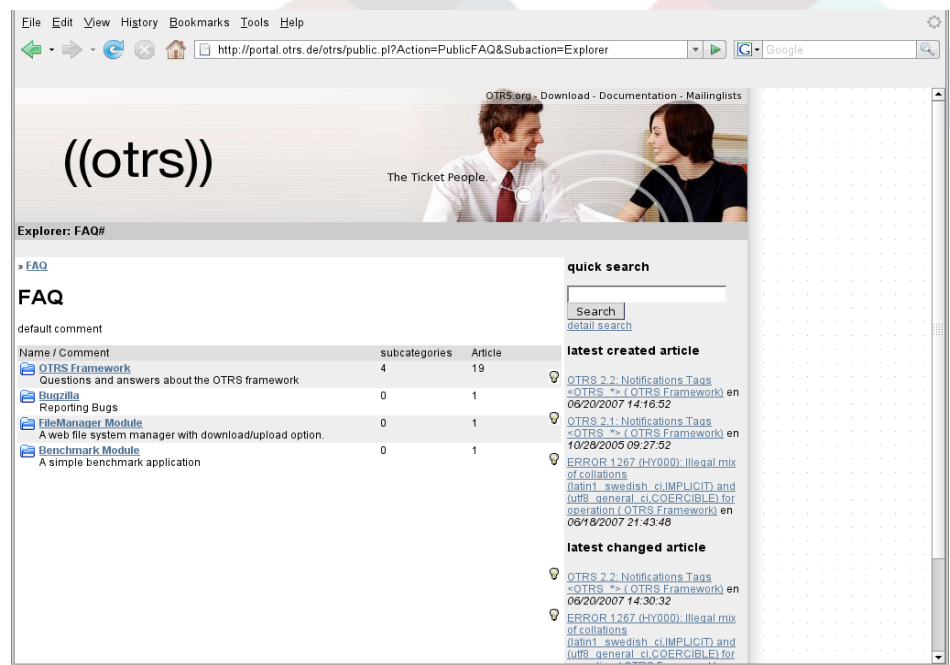 File Edit View History Bookmarks Tools Help
http://portal.otrs.de/otrs/public.pl?Action=PublicFAQ&Subaction=Explorer
G Google
OTRS.org - Download - Documentation - Mailinglists
((otrs))
The Ticket People.
Explorer: FAQ#
» FAQ
FAQ
default comment
Name / Comment subcategories Article
OTRS Framework 4 19
Questions and answers about the OTRS framework
Bugzilla 0 1
Reporting Bugs
FileManager Module 0 1
A web file system manager with download/upload option.
Benchmark Module 0 1
A simple benchmark application
quick search
Search
detail search
latest created article
OTRS 2.2: Notifications Tags
<OTRS_*> ( OTRS Framework) en
06/20/2007 14:16:52
OTRS 2.1: Notifications Tags
<OTRS_*> ( OTRS Framework) en
10/28/2005 09:27:52
ERROR 1267 (HY000): Illegal mix
of collations
(latin1_swedish_ci,IMPLICIT) and
(utf8_general_ci,COERCIBLE) for
operation ( OTRS Framework) en
06/18/2007 21:43:48
latest changed article
OTRS 2.2: Notifications Tags
<OTRS_*> ( OTRS Framework) en
06/20/2007 14:30:32
ERROR 1267 (HY000): Illegal mix
of collations
(latin1_swedish_ci,IMPLICIT) and
(utf8_general_ci,COERCIBLE) for